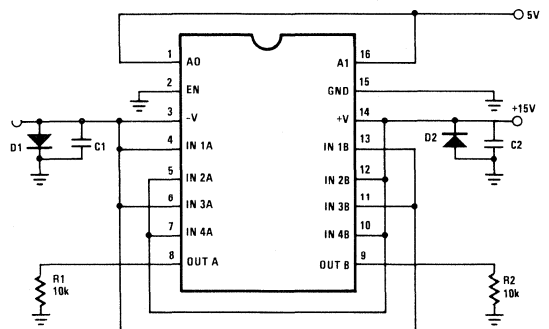 5V
1 A0 A1 16
2 EN GND 15
3 -V +V 14
+15V
4 IN 1A IN 1B 13
D1 C1 D2 C2
5 IN 2A IN 2B 12
6 IN 3A IN 3B 11
7 IN 4A IN 4B 10
8 OUT A OUT B 9
R1
10k
R2
10k